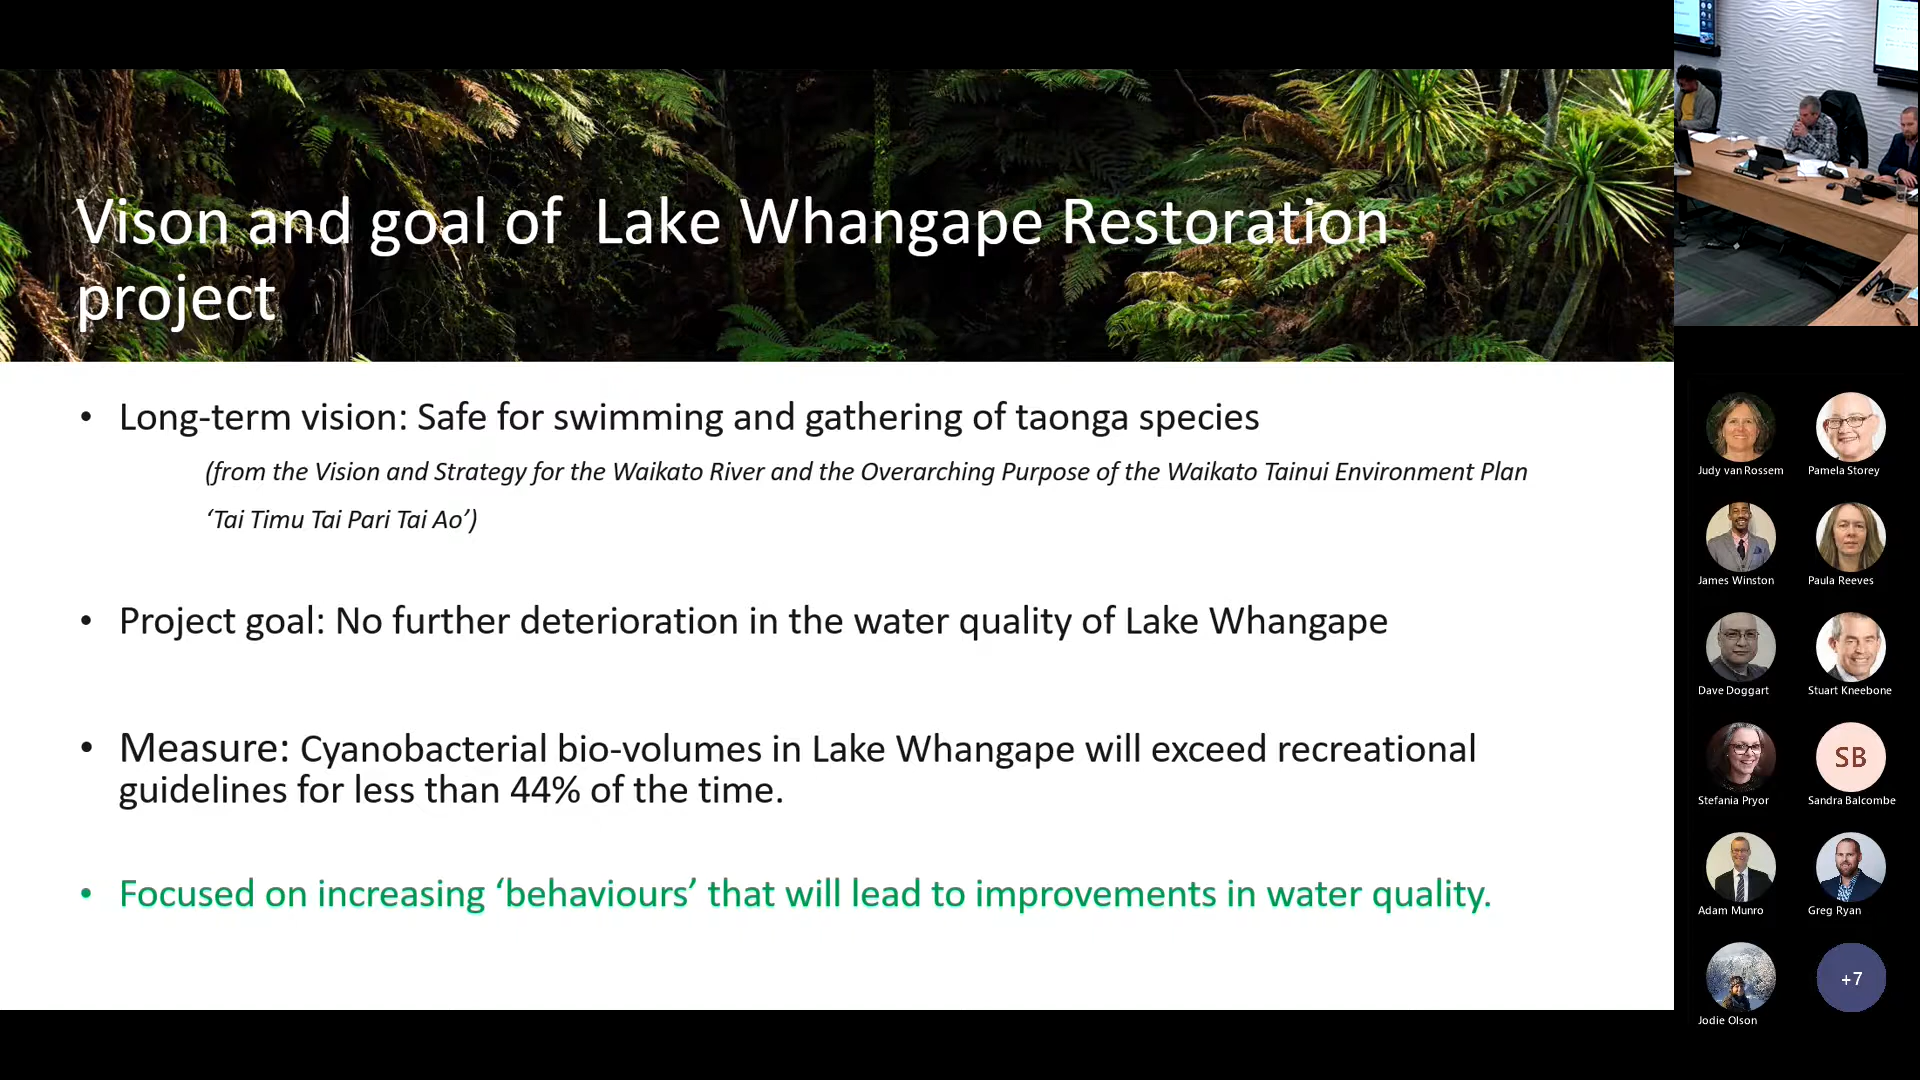 Vison and goal of  Lake Whangape Restoration
project
• Long-term vision: Safe for swimming and gathering of taonga species
(from the Vision and Strategy for the Waikato River and the Overarching Purpose of the Waikato Tainui Environment Plan
‘Tai Timu Tai Pari Tai Ao’)
• Project goal: No further deterioration in the water quality of Lake Whangape
• Measure: Cyanobacterial bio-volumes in Lake Whangape will exceed recreational
guidelines for less than 44% of the time.
• Focused on increasing ‘behaviours’ that will lead to improvements in water quality.
Judy van Rossem
Pamela Storey
James Winston
Paula Reeves
Dave Doggart
Stuart Kneebone
Stefania Pryor
SB
Sandra Balcombe
Adam Munro
Greg Ryan
Jodie Olson
+7